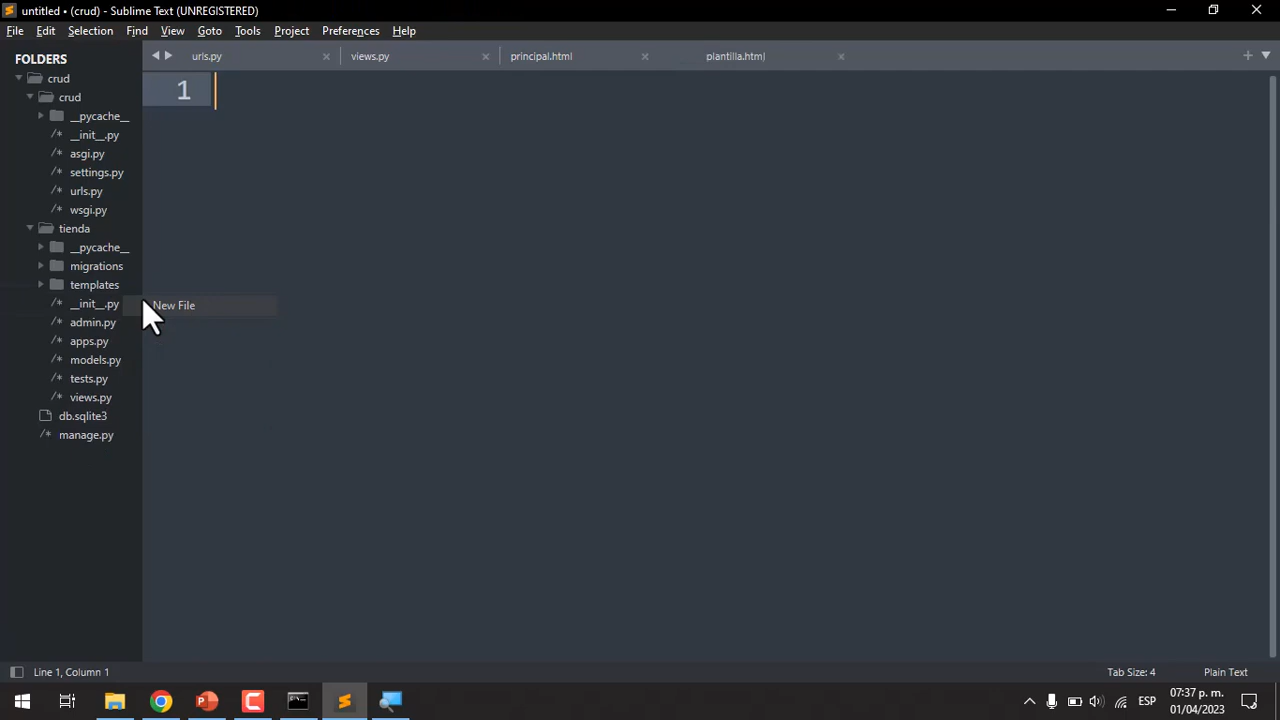 untitled • (crud) - Sublime Text (UNREGISTERED)
File Edit Selection Find View Goto Tools Project Preferences Help
FOLDERS
urls.py
views.py
principal.html
plantilla.html
1
crud
crud
__pycache__
__init__.py
asgi.py
settings.py
urls.py
wsgi.py
tienda
__pycache__
migrations
templates
__init__.py
New File
admin.py
apps.py
models.py
tests.py
views.py
db.sqlite3
manage.py
Line 1, Column 1
Tab Size: 4
Plain Text
ESP
07:37 p. m.
01/04/2023